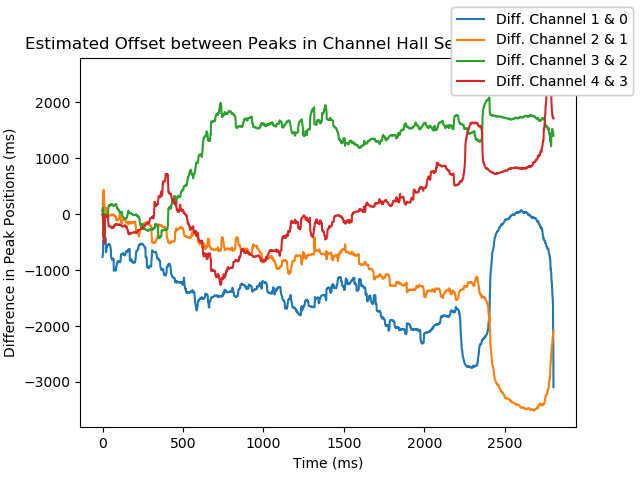 Estimated Offset between Peaks in Channel Hall Se
Diff. Channel 1 & 0
Diff. Channel 2 & 1
Diff. Channel 3 & 2
Diff. Channel 4 & 3
Difference in Peak Positions (ms)
2000
1000
0
−1000
−2000
−3000
0 500 1000 1500 2000 2500
Time (ms)